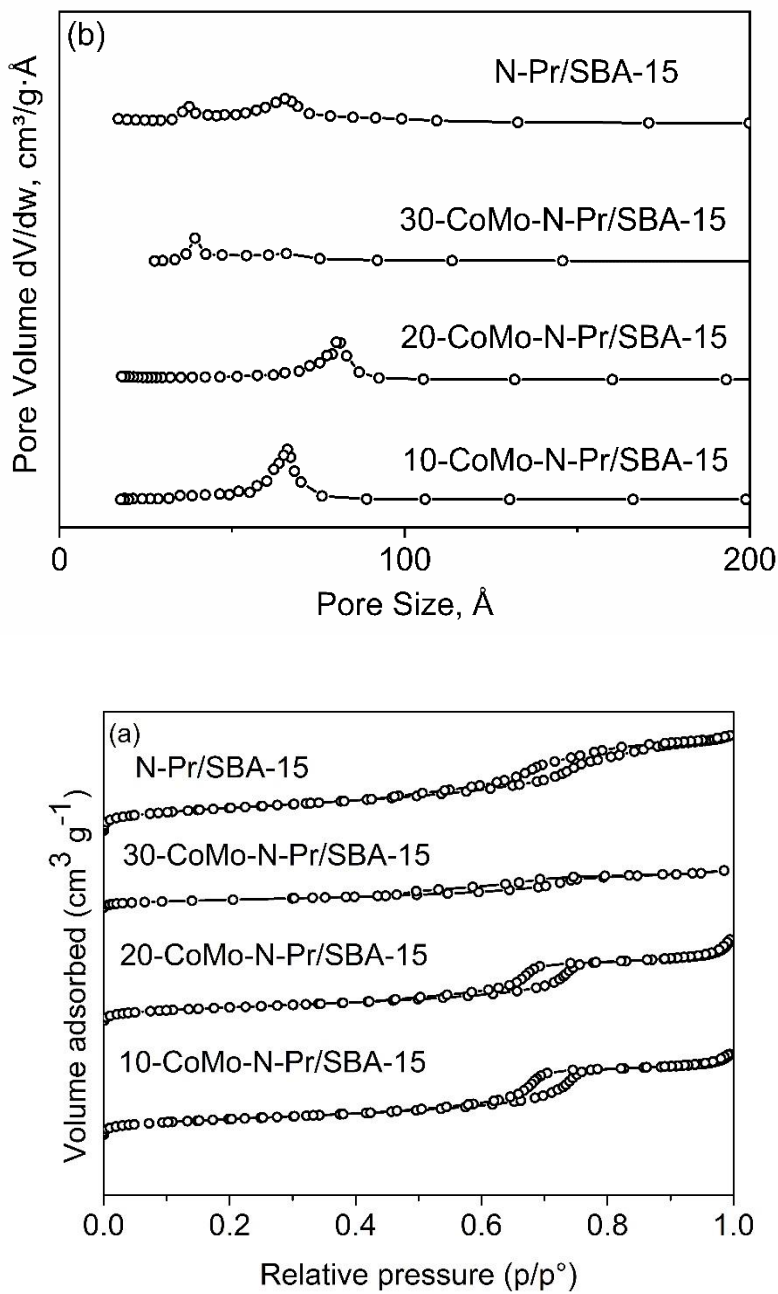 (b)
N-Pr/SBA-15
30-CoMo-N-Pr/SBA-15
20-CoMo-N-Pr/SBA-15
10-CoMo-N-Pr/SBA-15
Pore Volume dV/dw, cm³/g·Å
0 100 200
Pore Size, Å
(a)
N-Pr/SBA-15
30-CoMo-N-Pr/SBA-15
20-CoMo-N-Pr/SBA-15
10-CoMo-N-Pr/SBA-15
Volume adsorbed (cm³ g⁻¹)
0.0 0.2 0.4 0.6 0.8 1.0
Relative pressure (p/p°)